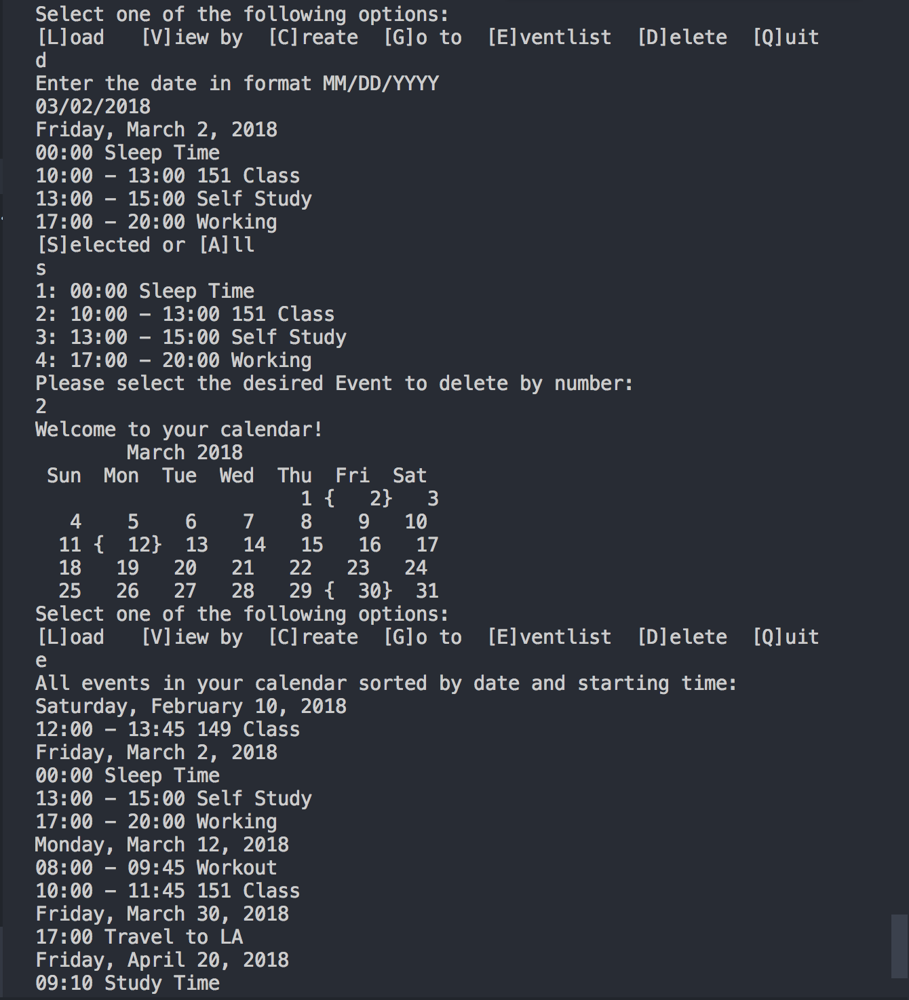 Select one of the following options:
[L]oad   [V]iew by  [C]reate  [G]o to  [E]ventlist  [D]elete  [Q]uit
d
Enter the date in format MM/DD/YYYY
03/02/2018
Friday, March 2, 2018
00:00 Sleep Time
10:00 – 13:00 151 Class
13:00 – 15:00 Self Study
17:00 – 20:00 Working
[S]elected or [A]ll
s
1: 00:00 Sleep Time
2: 10:00 – 13:00 151 Class
3: 13:00 – 15:00 Self Study
4: 17:00 – 20:00 Working
Please select the desired Event to delete by number:
2
Welcome to your calendar!
        March 2018
 Sun  Mon  Tue  Wed  Thu  Fri  Sat
                       1 {   2}   3
   4    5    6    7    8    9   10
  11 {  12}  13   14   15   16   17
  18   19   20   21   22   23   24
  25   26   27   28   29 {  30}  31
Select one of the following options:
[L]oad   [V]iew by  [C]reate  [G]o to  [E]ventlist  [D]elete  [Q]uit
e
All events in your calendar sorted by date and starting time:
Saturday, February 10, 2018
12:00 – 13:45 149 Class
Friday, March 2, 2018
00:00 Sleep Time
13:00 – 15:00 Self Study
17:00 – 20:00 Working
Monday, March 12, 2018
08:00 – 09:45 Workout
10:00 – 11:45 151 Class
Friday, March 30, 2018
17:00 Travel to LA
Friday, April 20, 2018
09:10 Study Time